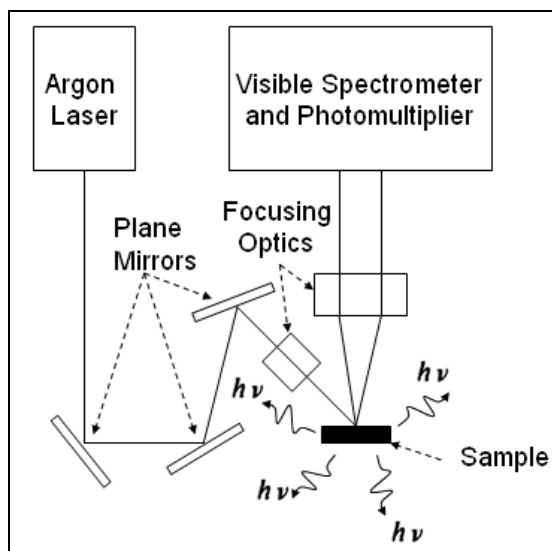 Argon
Laser
Visible Spectrometer
and Photomultiplier
Plane
Mirrors
Focusing
Optics
hν
hν
hν
hν
Sample